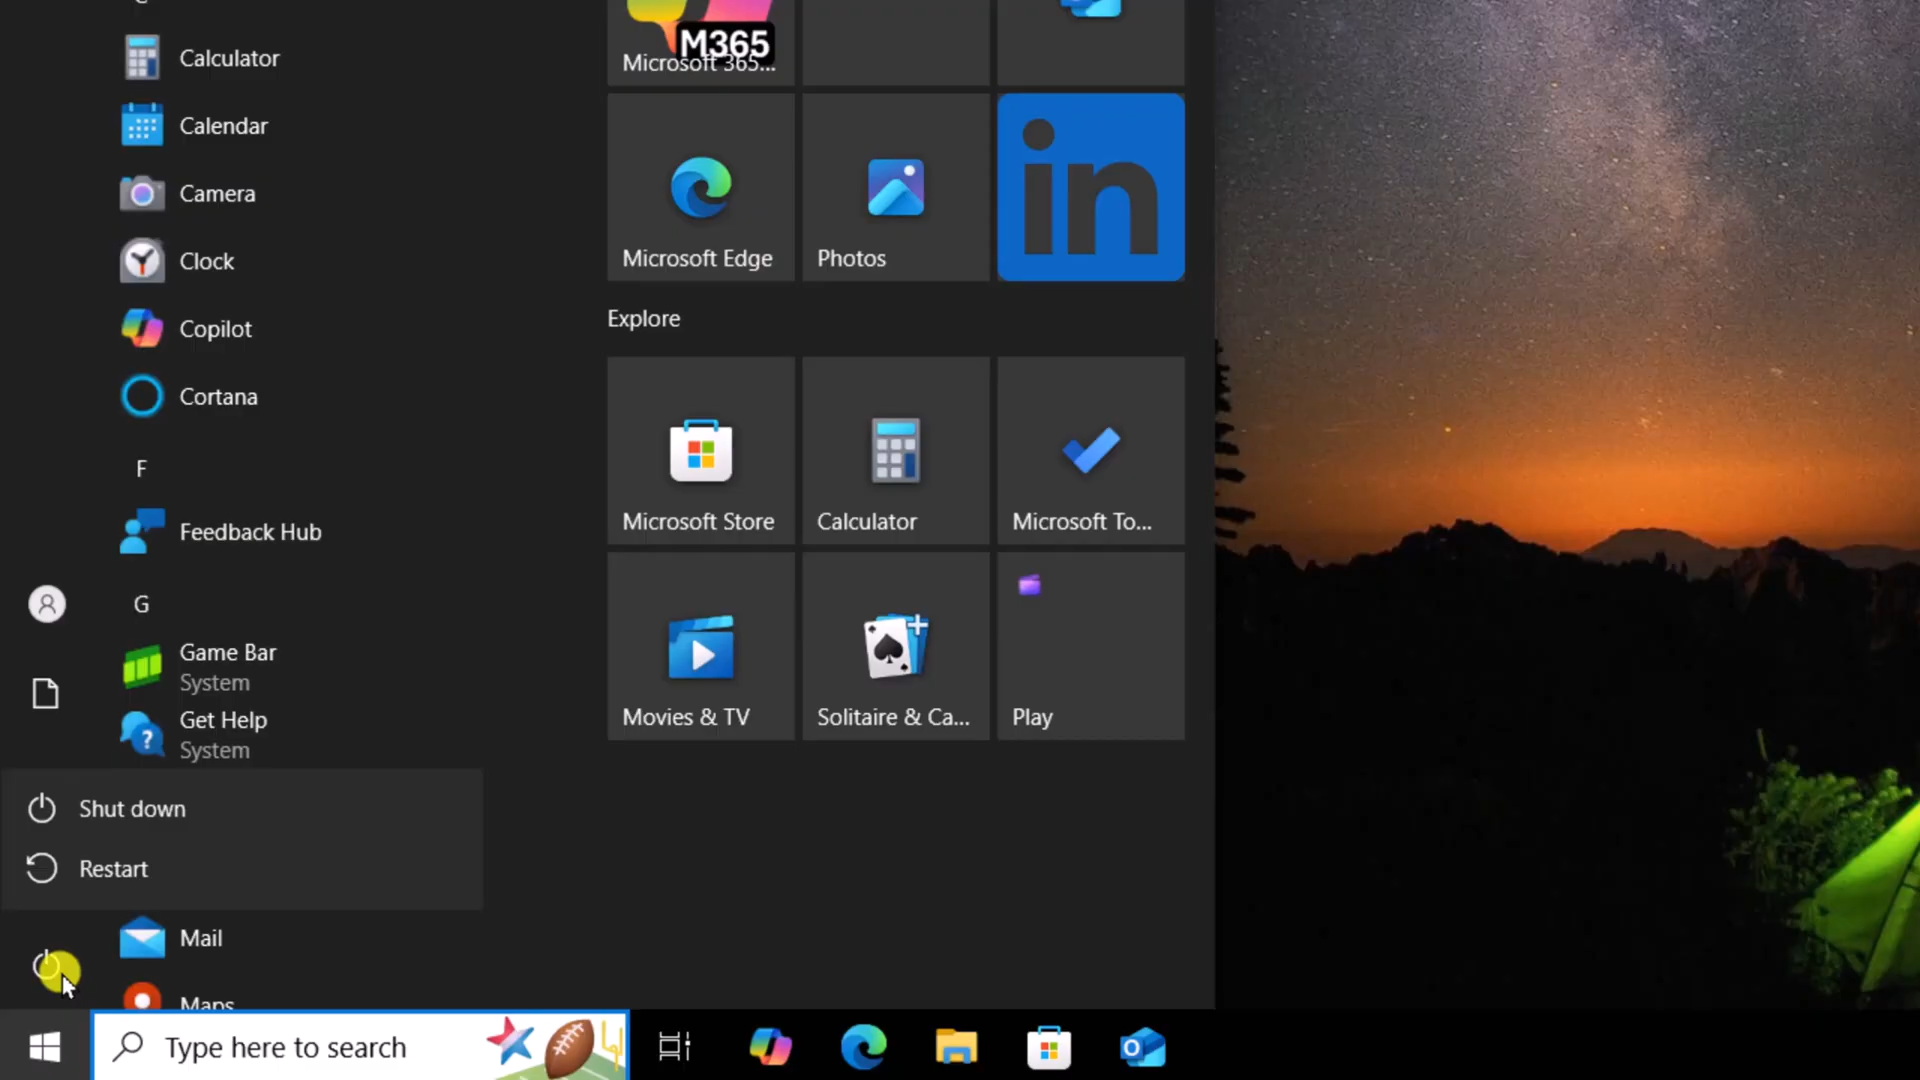 Calculator
Calendar
Camera
Clock
Copilot
Cortana
F
Feedback Hub
G
Game Bar
System
Get Help
System
Shut down
Restart
Mail
Maps
M365
Microsoft 365...
Microsoft Edge
Photos
in
Explore
Microsoft Store
Calculator
Microsoft To...
Movies & TV
Solitaire & Ca...
Play
Type here to search